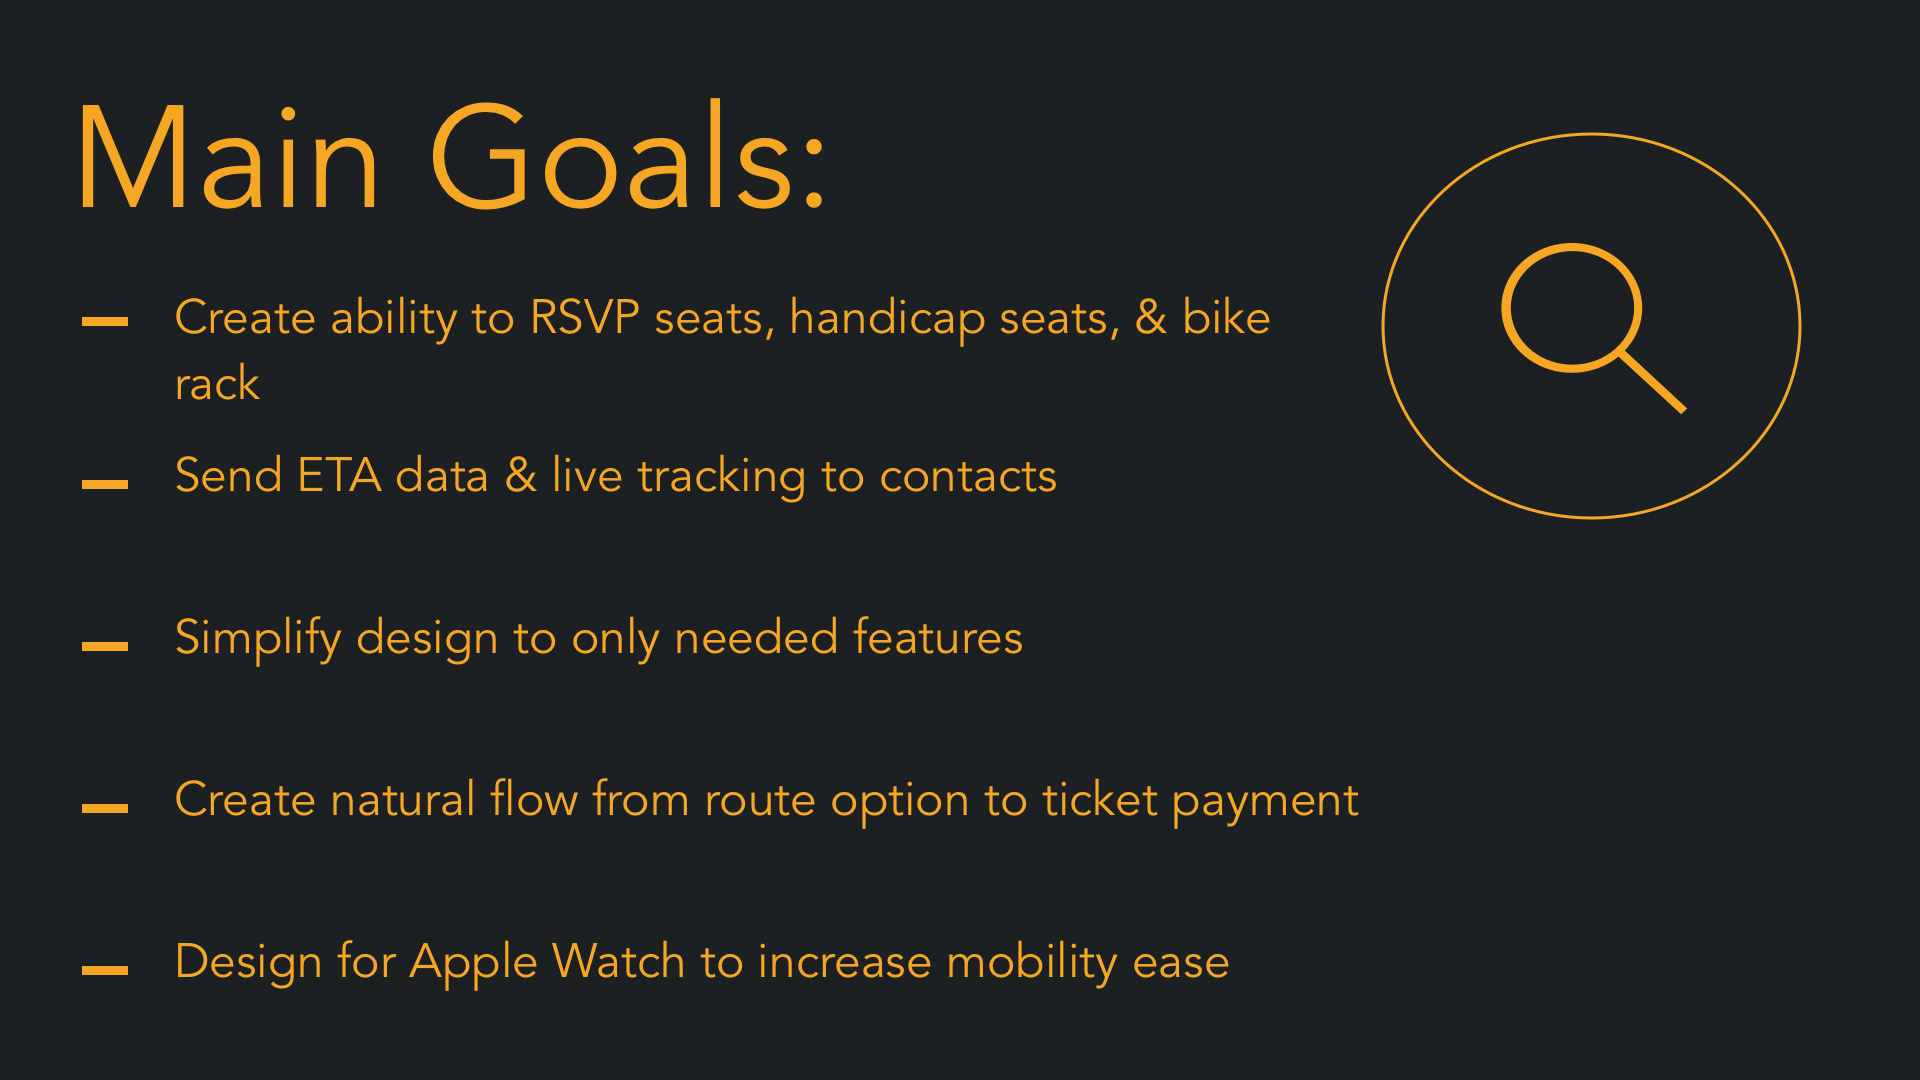 Main Goals:
Create ability to RSVP seats, handicap seats, & bike
rack
Send ETA data & live tracking to contacts
Simplify design to only needed features
Create natural flow from route option to ticket payment
Design for Apple Watch to increase mobility ease